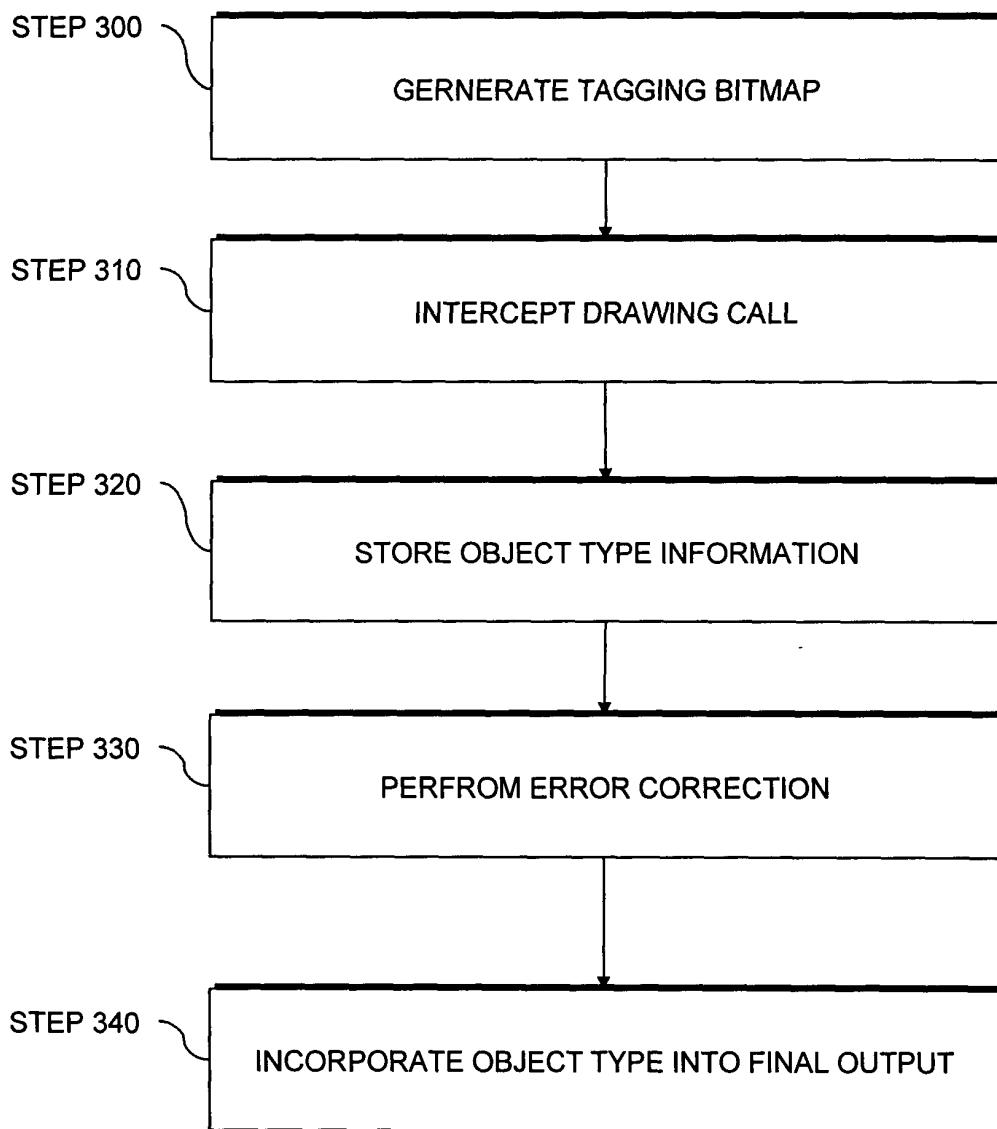 STEP 300
GERNERATE TAGGING BITMAP
STEP 310
INTERCEPT DRAWING CALL
STEP 320
STORE OBJECT TYPE INFORMATION
STEP 330
PERFROM ERROR CORRECTION
STEP 340
INCORPORATE OBJECT TYPE INTO FINAL OUTPUT